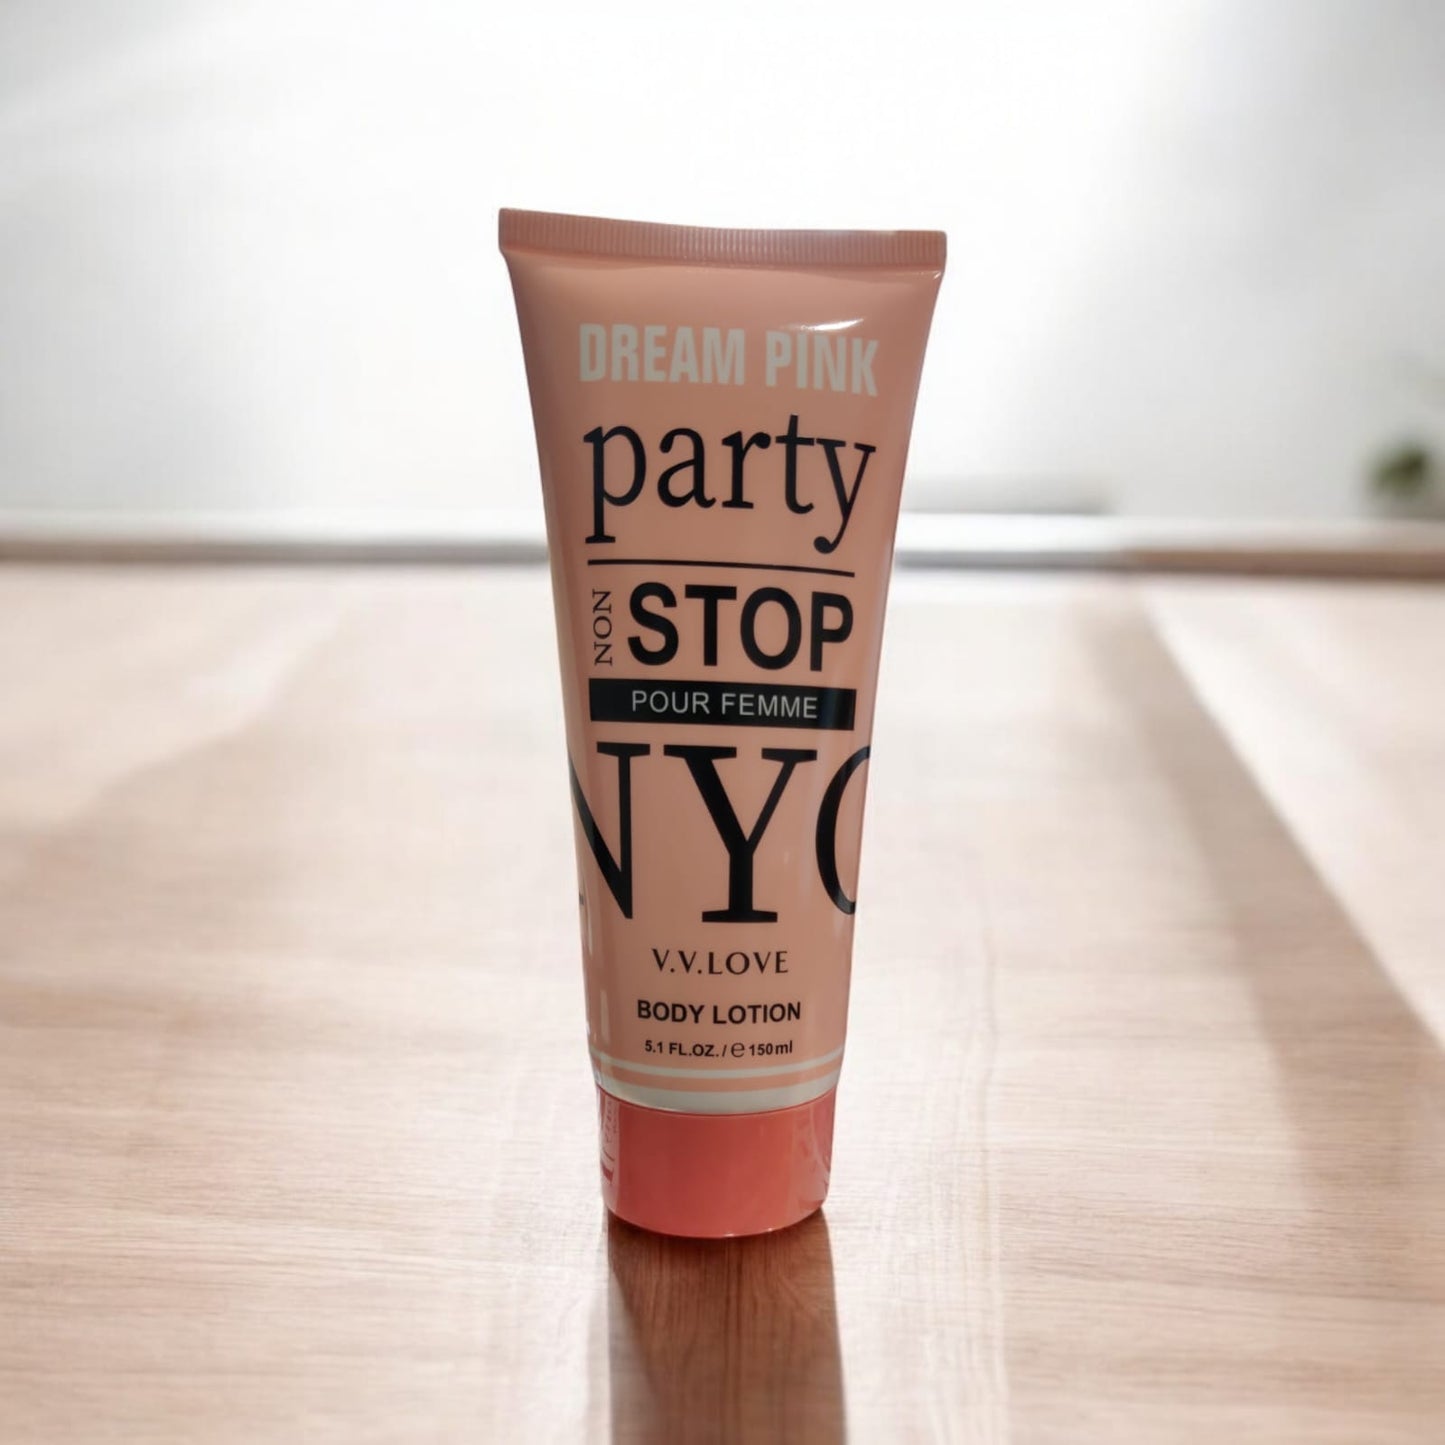 DREAM PINK
party
NON STOP
POUR FEMME
NYC
V.V.LOVE
BODY LOTION
5.1 FL.OZ./ ℮ 150ml